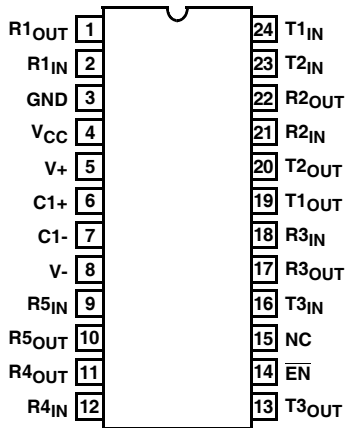 R1OUT 1 24 T1IN
R1IN 2 23 T2IN
GND 3 22 R2OUT
VCC 4 21 R2IN
V+ 5 20 T2OUT
C1+ 6 19 T1OUT
C1- 7 18 R3IN
V- 8 17 R3OUT
R5IN 9 16 T3IN
R5OUT 10 15 NC
R4OUT 11 14 E̅N̅
R4IN 12 13 T3OUT